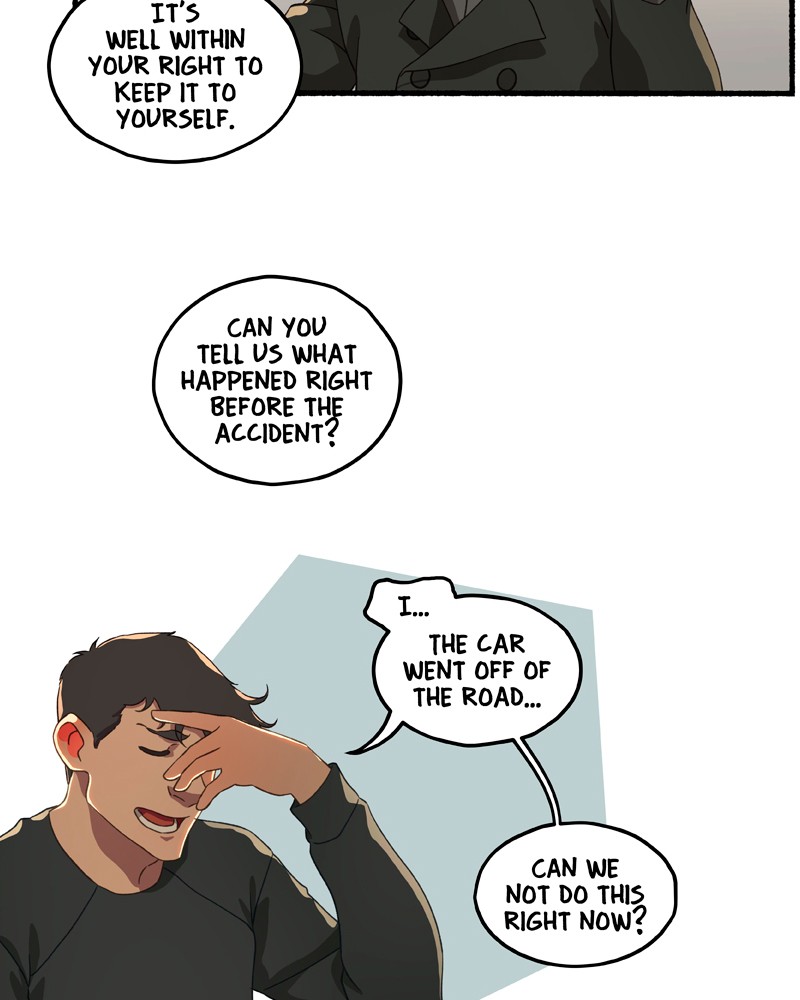 IT'S
WELL WITHIN
YOUR RIGHT TO
KEEP IT TO
YOURSELF.
CAN YOU
TELL US WHAT
HAPPENED RIGHT
BEFORE THE
ACCIDENT?
I...
THE CAR
WENT OFF OF
THE ROAD...
CAN WE
NOT DO THIS
RIGHT NOW?